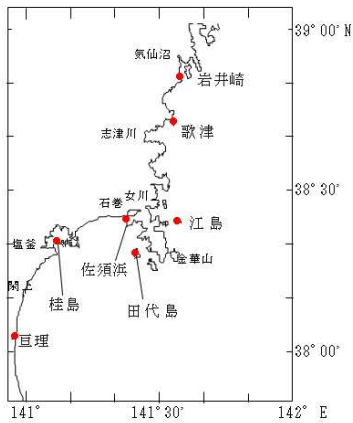 39°00′N
気仙沼
岩井崎
志津川
歌津
38°30′
石巻
女川
江島
塩釜
佐須浜
金華山
閖上
桂島
田代島
亘理
38°00′
141°
141°30′
142°
E